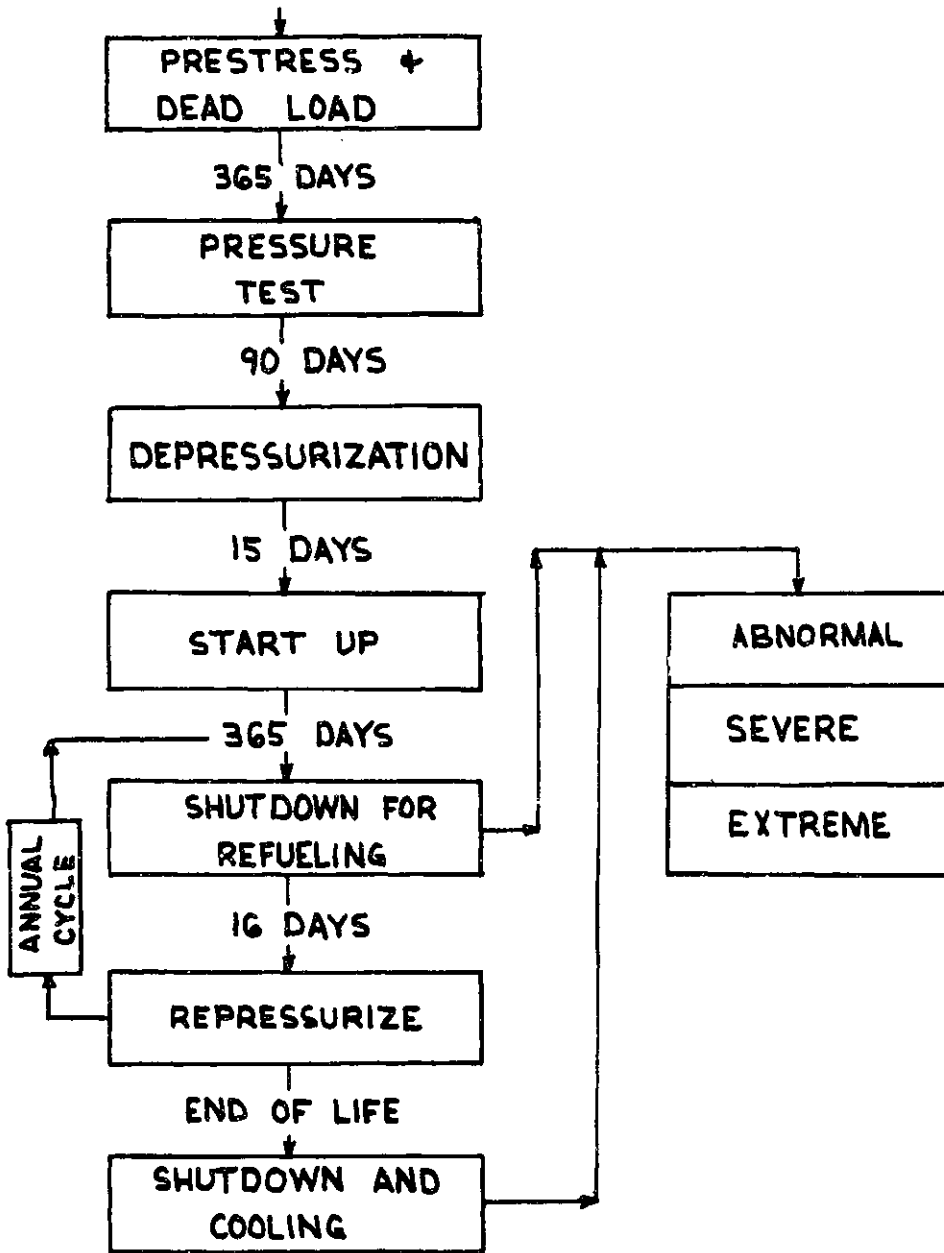 PRESTRESS &
DEAD LOAD
365 DAYS
PRESSURE
TEST
90 DAYS
DEPRESSURIZATION
15 DAYS
START UP
365 DAYS
SHUTDOWN FOR
REFUELING
16 DAYS
REPRESSURIZE
ANNUAL
CYCLE
END OF LIFE
SHUTDOWN AND
COOLING
ABNORMAL
SEVERE
EXTREME